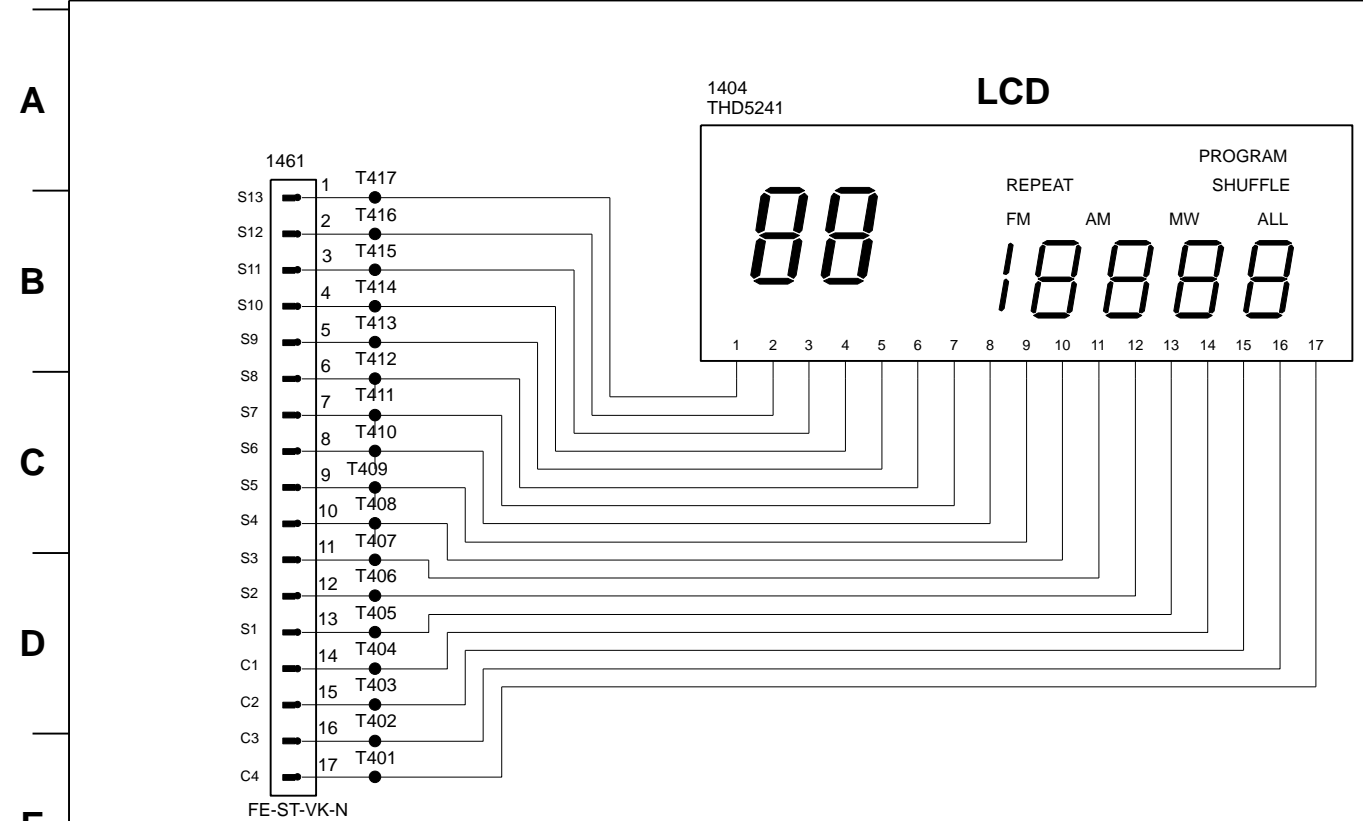 A
B
C
D
LCD
1404
THD5241
PROGRAM
REPEAT SHUFFLE
FM AM MW ALL
88 18888
1 2 3 4 5 6 7 8 9 10 11 12 13 14 15 16 17
1461
S13 1 T417
S12 2 T416
S11 3 T415
S10 4 T414
S9 5 T413
S8 6 T412
S7 7 T411
S6 8 T410
S5 9 T409
S4 10 T408
S3 11 T407
S2 12 T406
S1 13 T405
C1 14 T404
C2 15 T403
C3 16 T402
C4 17 T401
FE-ST-VK-N